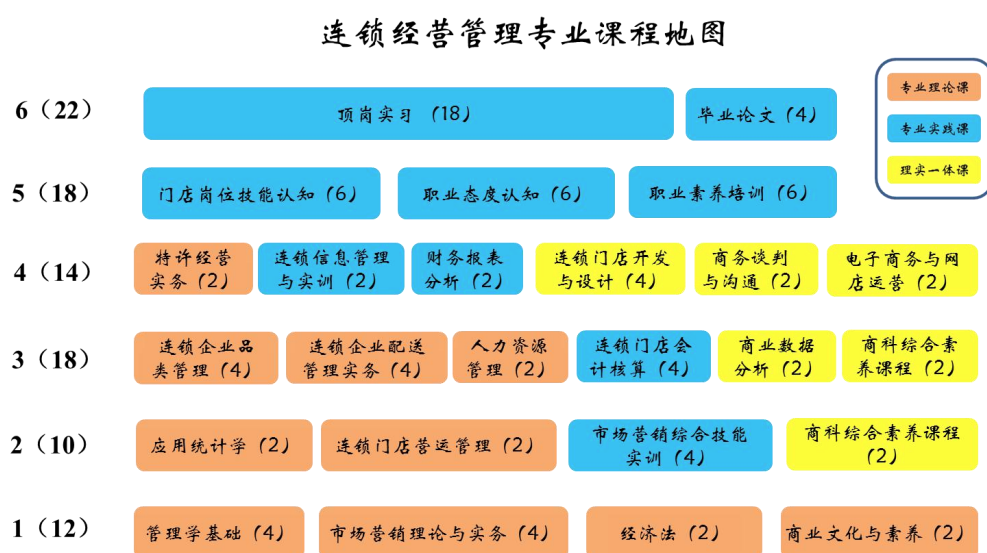 连锁经营管理专业课程地图
专业理论课
专业实践课
理实一体课
6（22）
顶岗实习（18）
毕业论文（4）
5（18）
门店岗位技能认知（6）
职业态度认知（6）
职业素养培训（6）
4（14）
特许经营
实务（2）
连锁信息管理
与实训（2）
财务报表
分析（2）
连锁门店开发
与设计（4）
商务谈判
与沟通（2）
电子商务与网
店运营（2）
3（18）
连锁企业品
类管理（4）
连锁企业配送
管理实务（4）
人力资源
管理（2）
连锁门店会
计核算（4）
商业数据
分析（2）
商科综合素
养课程（2）
2（10）
应用统计学（2）
连锁门店营运管理（2）
市场营销综合技能
实训（4）
商科综合素养课程
（2）
1（12）
管理学基础（4）
市场营销理论与实务（4）
经济法（2）
商业文化与素养（2）